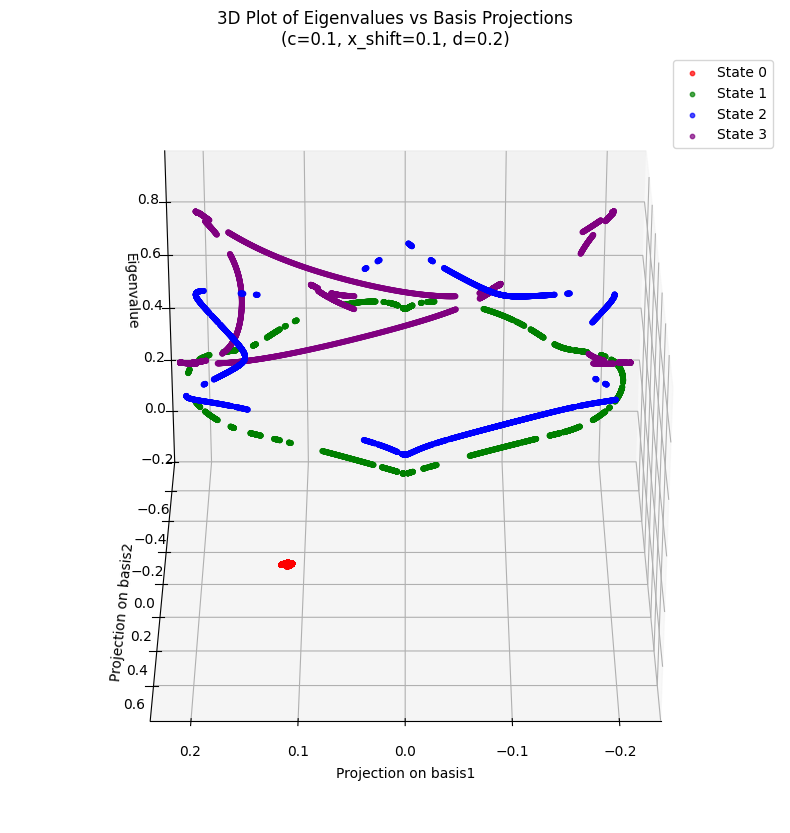 3D Plot of Eigenvalues vs Basis Projections
(c=0.1, x_shift=0.1, d=0.2)
State 0
State 1
State 2
State 3
0.8
0.6
0.4
0.2
0.0
−0.2
Eigenvalue
−0.6
−0.4
−0.2
0.0
0.2
0.4
0.6
Projection on basis2
0.2
0.1
0.0
−0.1
−0.2
Projection on basis1